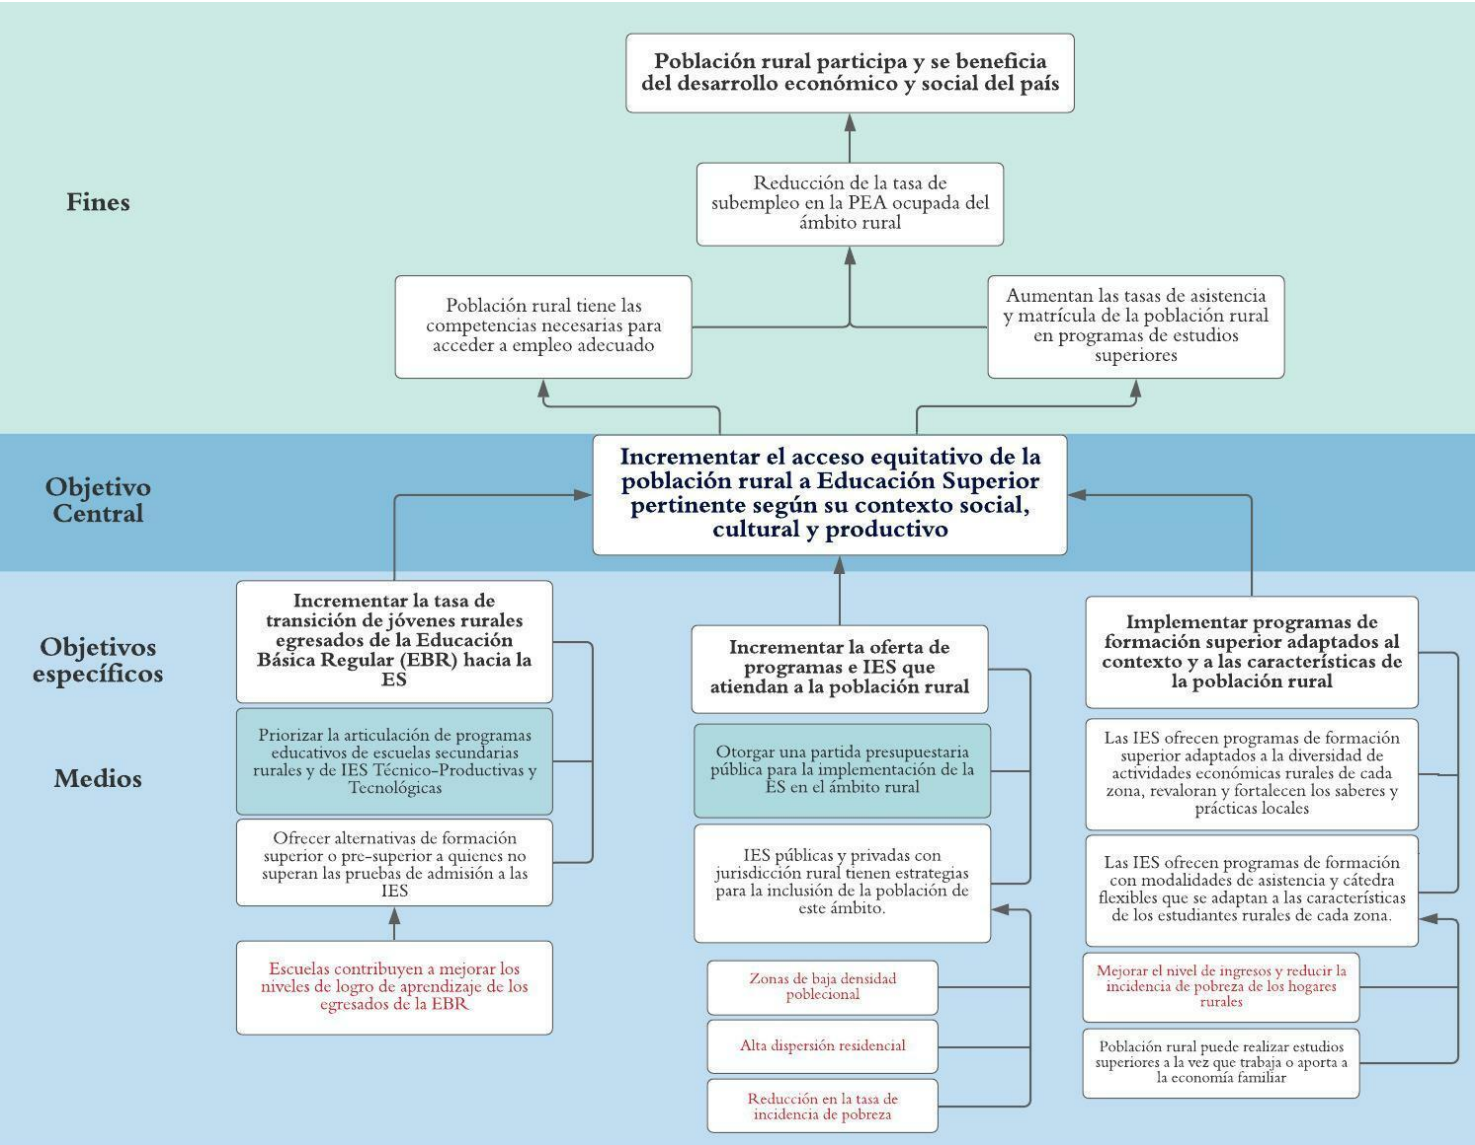 Población rural participa y se beneficia
del desarrollo económico y social del país
Fines
Reducción de la tasa de
subempleo en la PEA ocupada del
ámbito rural
Población rural tiene las
competencias necesarias para
acceder a empleo adecuado
Aumentan las tasas de asistencia
y matrícula de la población rural
en programas de estudios
superiores
Objetivo
Central
Incrementar el acceso equitativo de la
población rural a Educación Superior
pertinente según su contexto social,
cultural y productivo
Objetivos
específicos
Incrementar la tasa de
transición de jóvenes rurales
egresados de la Educación
Básica Regular (EBR) hacia la
ES
Incrementar la oferta de
programas e IES que
atiendan a la población rural
Implementar programas de
formación superior adaptados al
contexto y a las características de
la población rural
Medios
Priorizar la articulación de programas
educativos de escuelas secundarias
rurales y de IES Técnico-Productivas y
Tecnológicas
Otorgar una partida presupuestaria
pública para la implementación de la
ES en el ámbito rural
Las IES ofrecen programas de formación
superior adaptados a la diversidad de
actividades económicas rurales de cada
zona, revaloran y fortalecen los saberes y
prácticas locales
Ofrecer alternativas de formación
superior o pre-superior a quienes no
superan las pruebas de admisión a las
IES
IES públicas y privadas con
jurisdicción rural tienen estrategias
para la inclusión de la población de
este ámbito.
Las IES ofrecen programas de formación
con modalidades de asistencia y cátedra
flexibles que se adaptan a las características
de los estudiantes rurales de cada zona.
Escuelas contribuyen a mejorar los
niveles de logro de aprendizaje de los
egresados de la EBR
Zonas de baja densidad
poblecional
Alta dispersión residencial
Reducción en la tasa de
incidencia de pobreza
Mejorar el nivel de ingresos y reducir la
incidencia de pobreza de los hogares
rurales
Población rural puede realizar estudios
superiores a la vez que trabaja o aporta a
la economía familiar